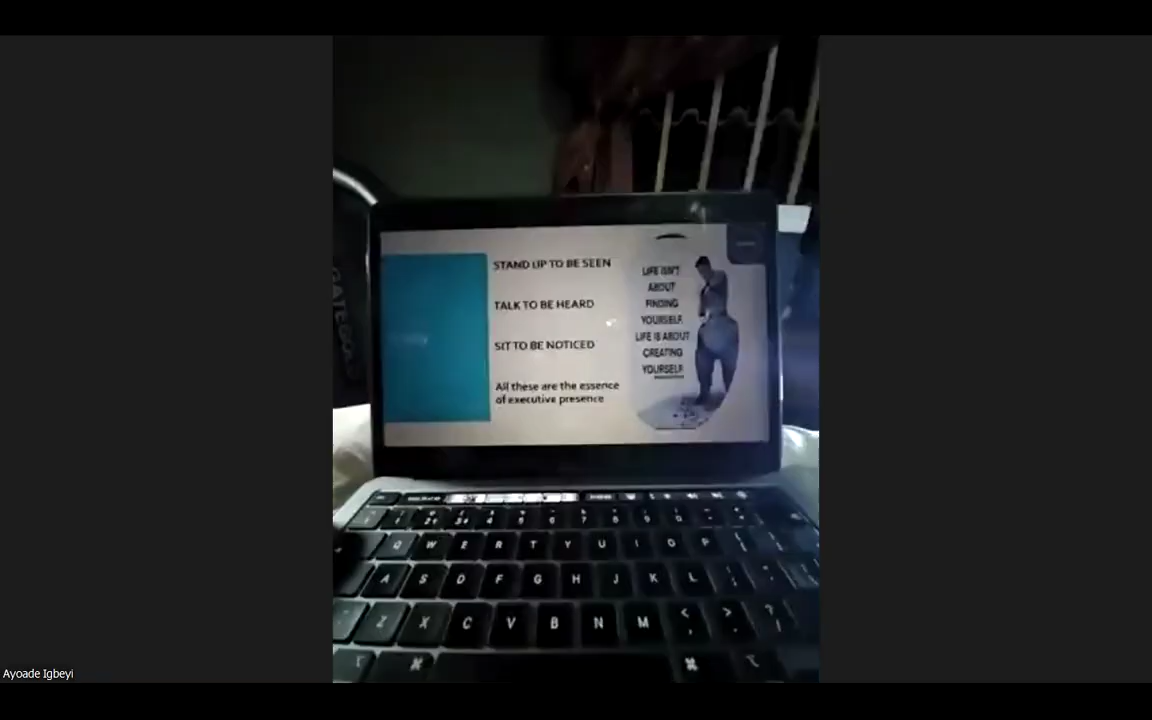 STAND UP TO BE SEEN
TALK TO BE HEARD
SIT TO BE NOTICED
All these are the essence
of executive presence
LIFE ISN'T
ABOUT
FINDING
YOURSELF.
LIFE IS ABOUT
CREATING
YOURSELF.
Q W E R T Y U I O P
A S D F G H J K L
Z X C V B N M
Ayoade Igbeyi